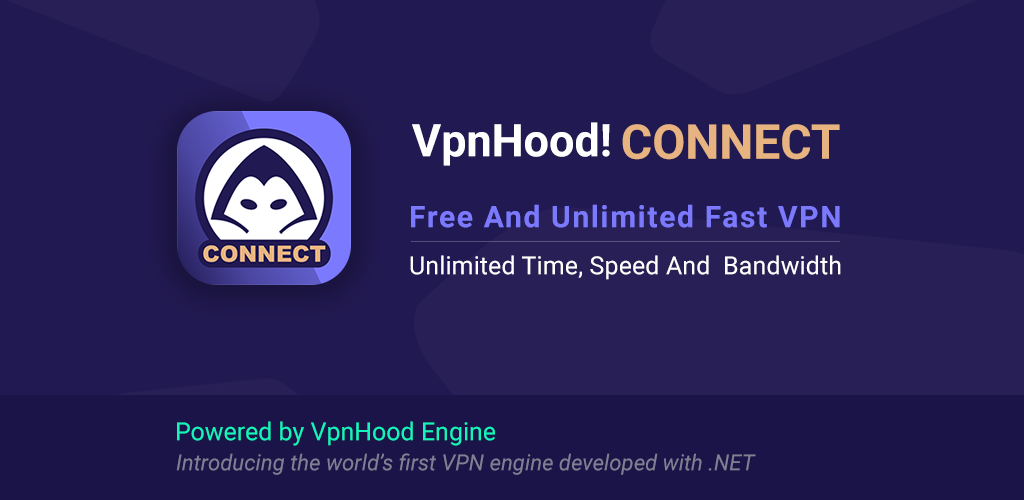 VpnHood! CONNECT
CONNECT
Free And Unlimited Fast VPN
Unlimited Time, Speed And  Bandwidth
Powered by VpnHood Engine
Introducing the world's first VPN engine developed with .NET